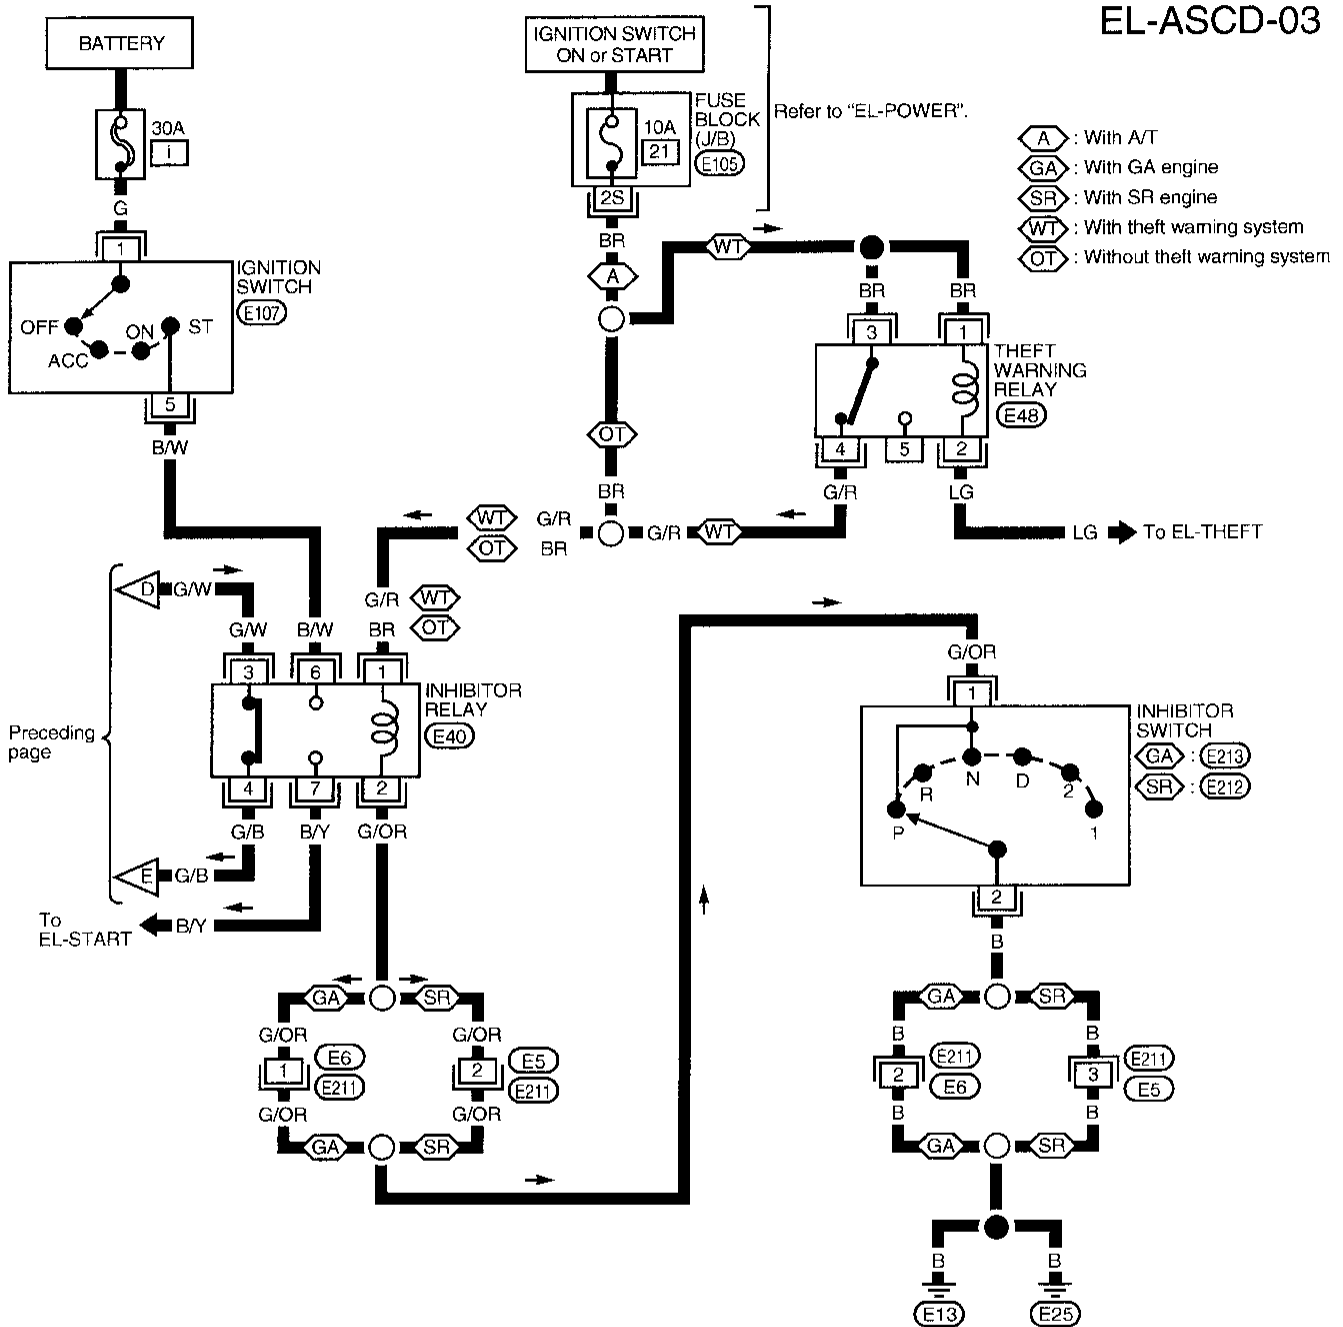 EL-ASCD-03
BATTERY
30A
i
G
1
IGNITION
SWITCH
E107
OFF
ACC
ON
ST
5
B/W
IGNITION SWITCH
ON or START
FUSE
BLOCK
(J/B)
E105
10A
21
2S
Refer to "EL-POWER".
A : With A/T
GA : With GA engine
SR : With SR engine
WT : With theft warning system
OT : Without theft warning system
BR
A
WT
BR
BR
3
1
THEFT
WARNING
RELAY
E48
4
5
2
G/R
LG
OT
BR
WT
OT
G/R
BR
G/R
WT
LG
To EL-THEFT
D
G/W
G/R
WT
BR
OT
G/W
B/W
3
6
1
INHIBITOR
RELAY
E40
Preceding
page
4
7
2
G/B
B/Y
G/OR
E
G/B
To
EL-START
B/Y
GA
SR
G/OR
G/OR
1
E6
E211
2
E5
E211
G/OR
G/OR
GA
SR
G/OR
1
INHIBITOR
SWITCH
GA : E213
SR : E212
P
R
N
D
2
1
2
B
GA
SR
B
B
2
E211
E6
3
E211
E5
B
B
GA
SR
B
B
E13
E25